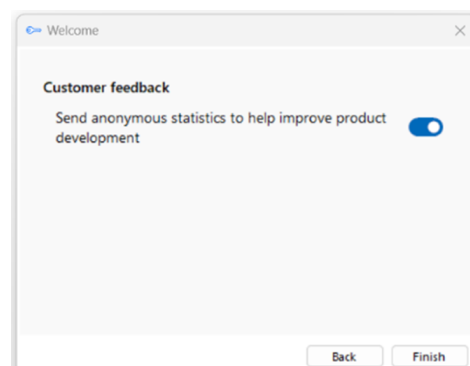 Welcome
Customer feedback
Send anonymous statistics to help improve product
development
Back
Finish